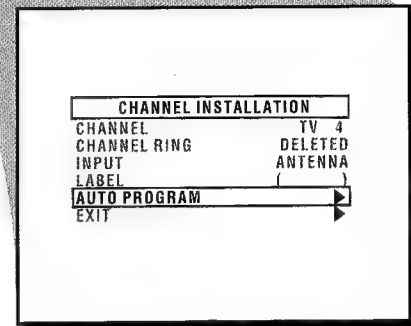 CHANNEL INSTALLATION
CHANNEL TV 4
CHANNEL RING DELETED
INPUT ANTENNA
LABEL ( )
AUTO PROGRAM ▶
EXIT ▶